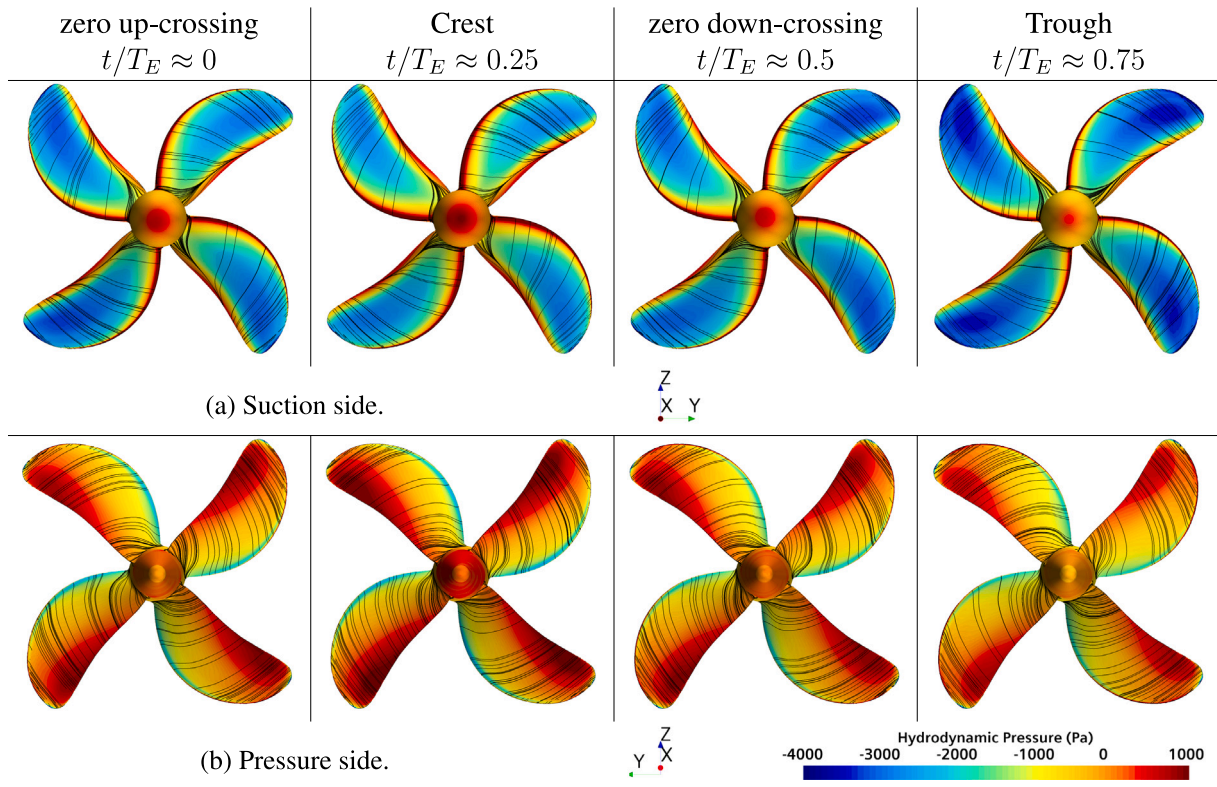 zero up-crossing Crest zero down-crossing Trough
t/T_E ≈ 0 t/T_E ≈ 0.25 t/T_E ≈ 0.5 t/T_E ≈ 0.75
Z
X Y
(a) Suction side.
Z
Y X
(b) Pressure side.
Hydrodynamic Pressure (Pa)
-4000 -3000 -2000 -1000 0 1000